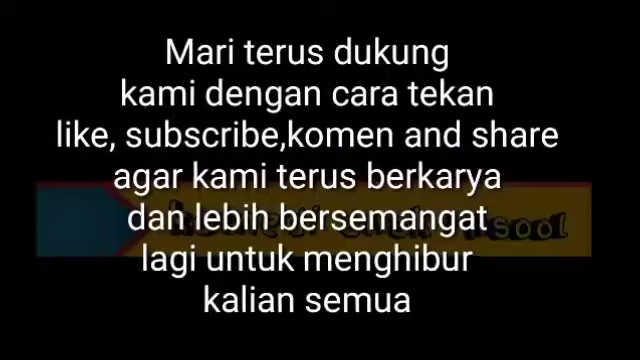 Mari terus dukung
kami dengan cara tekan
like, subscribe,komen and share
agar kami terus berkarya
dan lebih bersemangat
lagi untuk menghibur
kalian semua